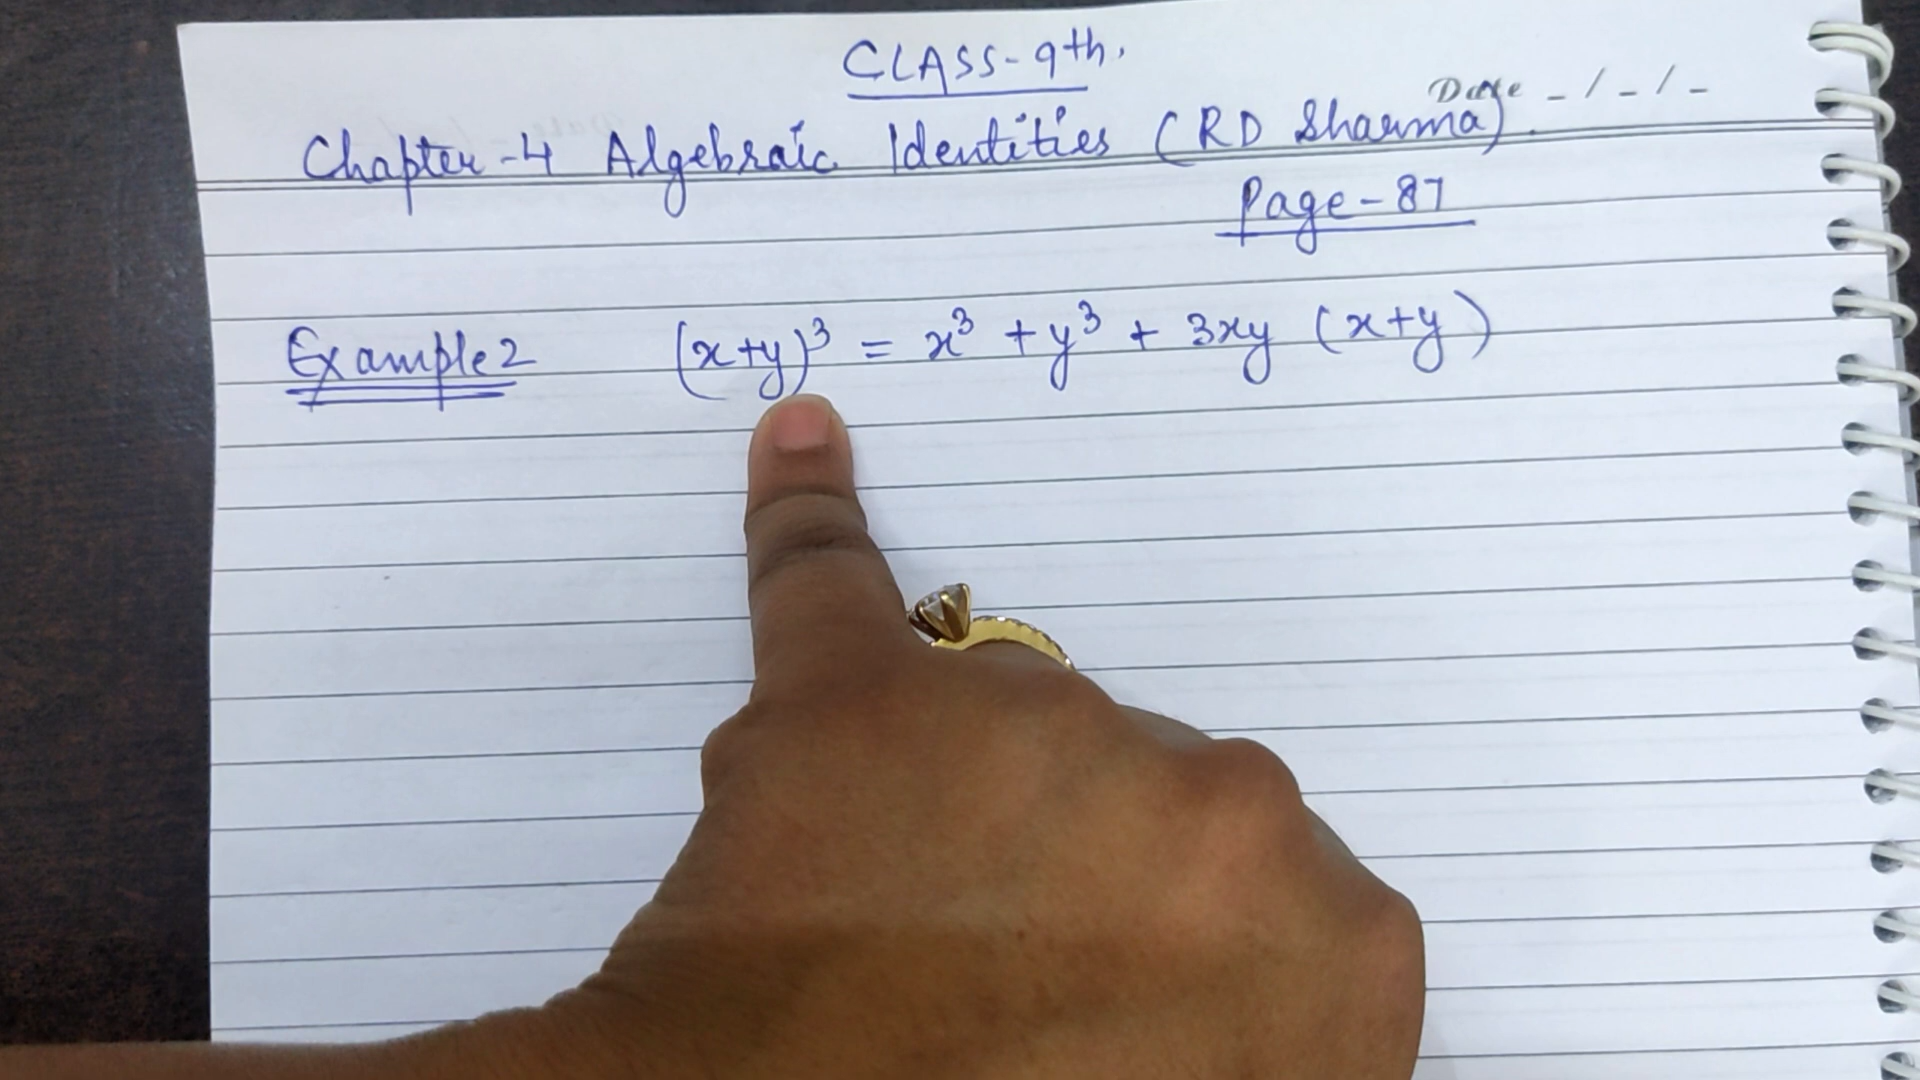 CLASS-9th.
Date _/_/_
Chapter-4 Algebraic Identities (RD Sharma).
Page-87
Example 2 (x+y)³ = x³ + y³ + 3xy (x+y)